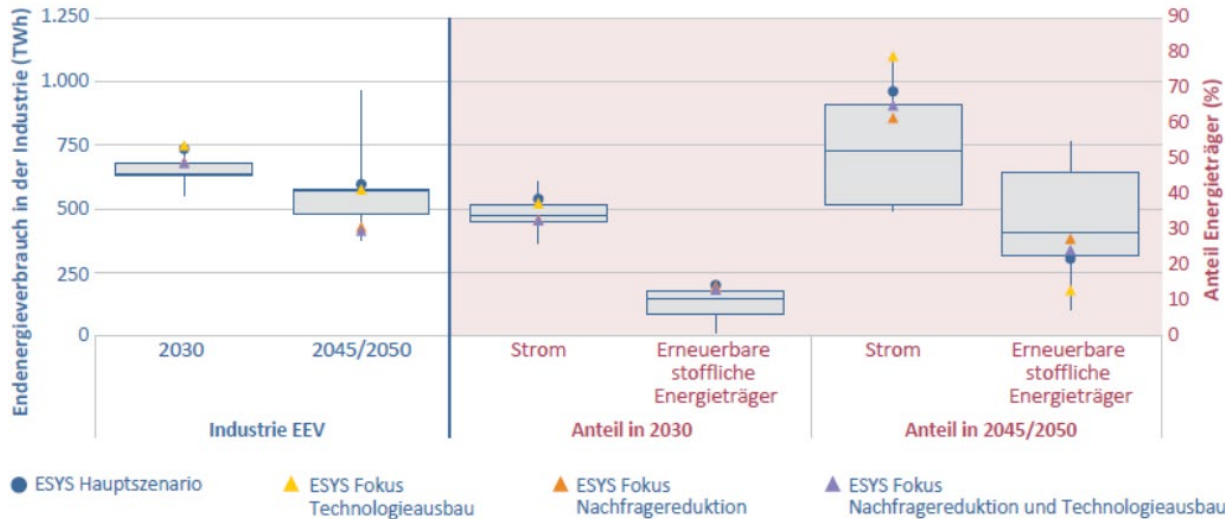 Endenergieverbrauch in der Industrie (TWh)
1.250
1.000
750
500
250
0
90
80
70
60
50
40
30
20
10
0
Anteil Energieträger (%)
2030
2045/2050
Strom
Erneuerbare
stoffliche
Energieträger
Strom
Erneuerbare
stoffliche
Energieträger
Industrie EEV
Anteil in 2030
Anteil in 2045/2050
ESYS Hauptszenario
ESYS Fokus
Technologieausbau
ESYS Fokus
Nachfragereduktion
ESYS Fokus
Nachfragereduktion und Technologieausbau